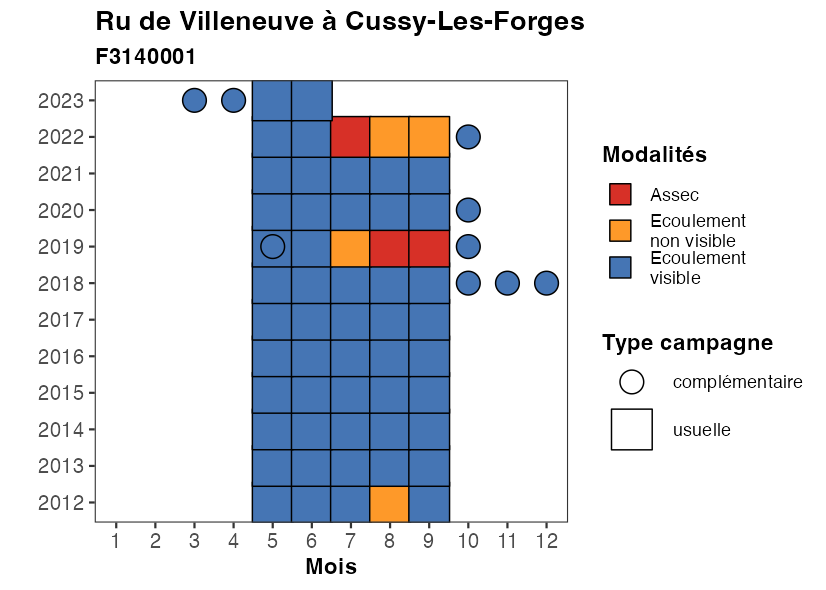 Ru de Villeneuve à Cussy-Les-Forges
F3140001
2023
2022
2021
2020
2019
2018
2017
2016
2015
2014
2013
2012
1 2 3 4 5 6 7 8 9 10 11 12
Mois
Modalités
Assec
Ecoulement
non visible
Ecoulement
visible
Type campagne
complémentaire
usuelle